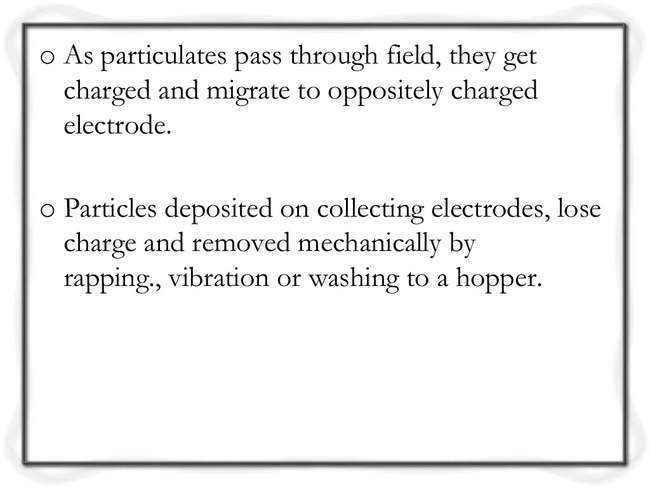 o As particulates pass through field, they get
charged and migrate to oppositely charged
electrode.
o Particles deposited on collecting electrodes, lose
charge and removed mechanically by
rapping., vibration or washing to a hopper.